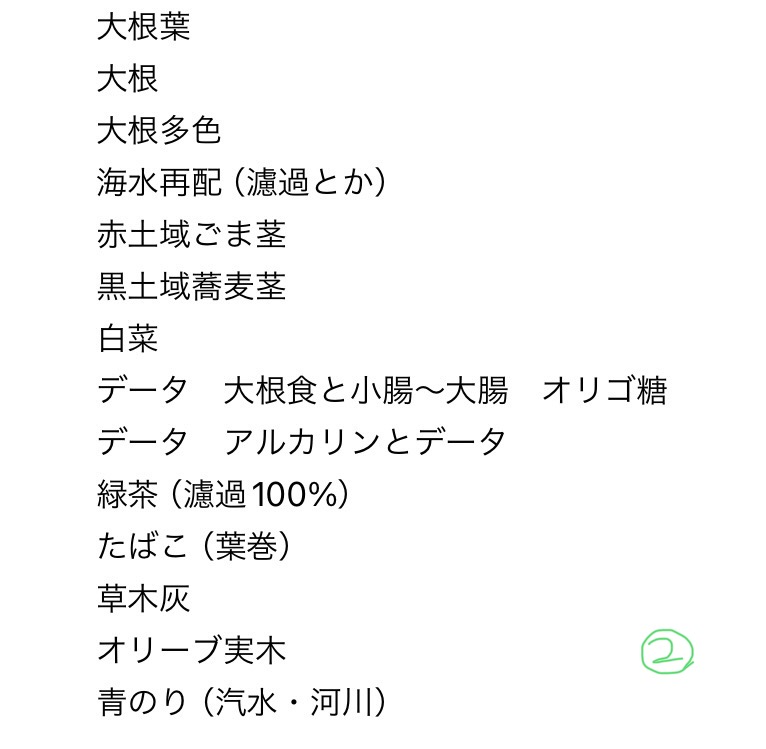 大根葉
大根
大根多色
海水再配（濾過とか）
赤土域ごま茎
黒土域蕎麦茎
白菜
データ　大根食と小腸〜大腸　オリゴ糖
データ　アルカリンとデータ
緑茶（濾過100%）
たばこ（葉巻）
草木灰
オリーブ実木　②
青のり（汽水・河川）